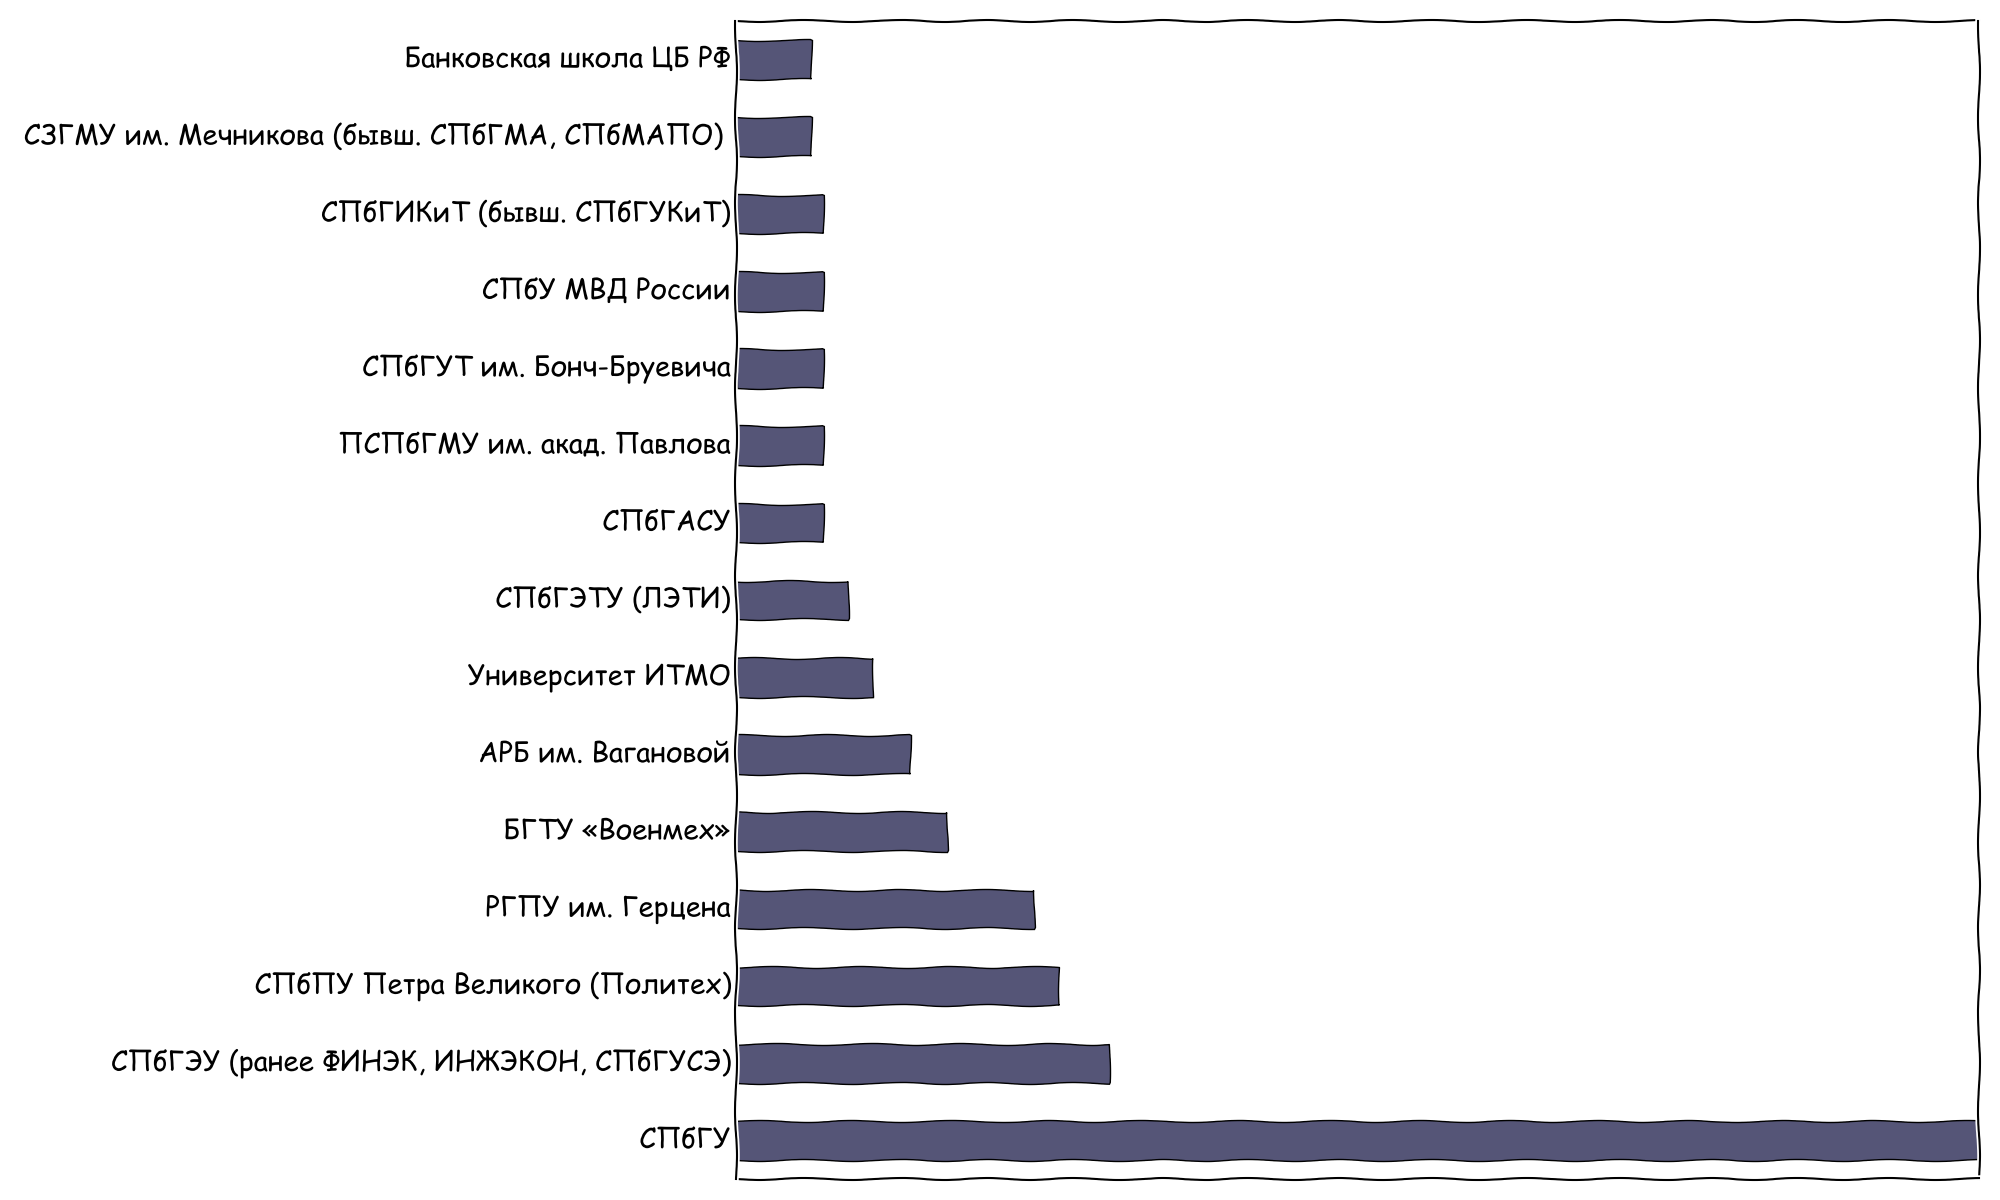 Банковская школа ЦБ РФ
СЗГМУ им. Мечникова (бывш. СПбГМА, СПбМАПО)
СПбГИКиТ (бывш. СПбГУКиТ)
СПбУ МВД России
СПбГУТ им. Бонч-Бруевича
ПСПбГМУ им. акад. Павлова
СПбГАСУ
СПбГЭТУ (ЛЭТИ)
Университет ИТМО
АРБ им. Вагановой
БГТУ «Военмех»
РГПУ им. Герцена
СПбПУ Петра Великого (Политех)
СПбГЭУ (ранее ФИНЭК, ИНЖЭКОН, СПбГУСЭ)
СПбГУ